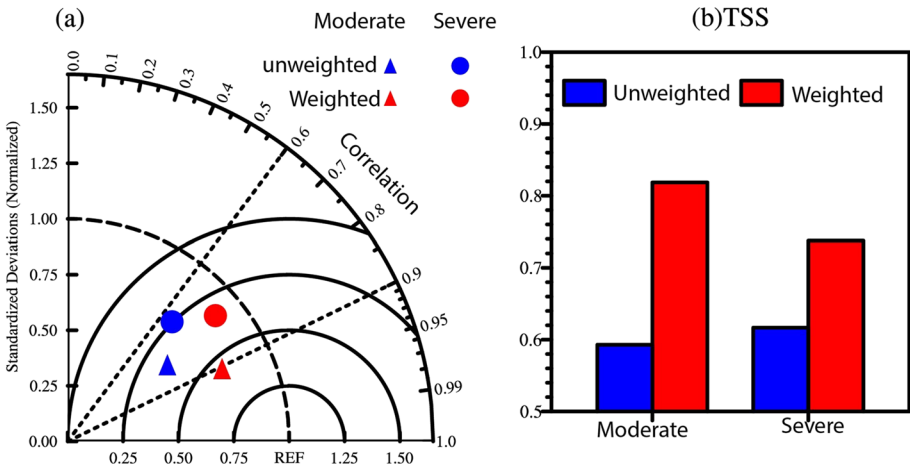 (a)
Moderate Severe
unweighted
Weighted
Standardized Deviations (Normalized)
1.50
1.25
1.00
0.75
0.50
0.25
0.00
0.25 0.50 0.75 REF 1.25 1.50
0.0 0.1 0.2 0.3 0.4 0.5 0.6 0.7 0.8 0.9 0.95 0.99 1.0
Correlation
(b)TSS
Unweighted Weighted
1.0
0.9
0.8
0.7
0.6
0.5
Moderate Severe